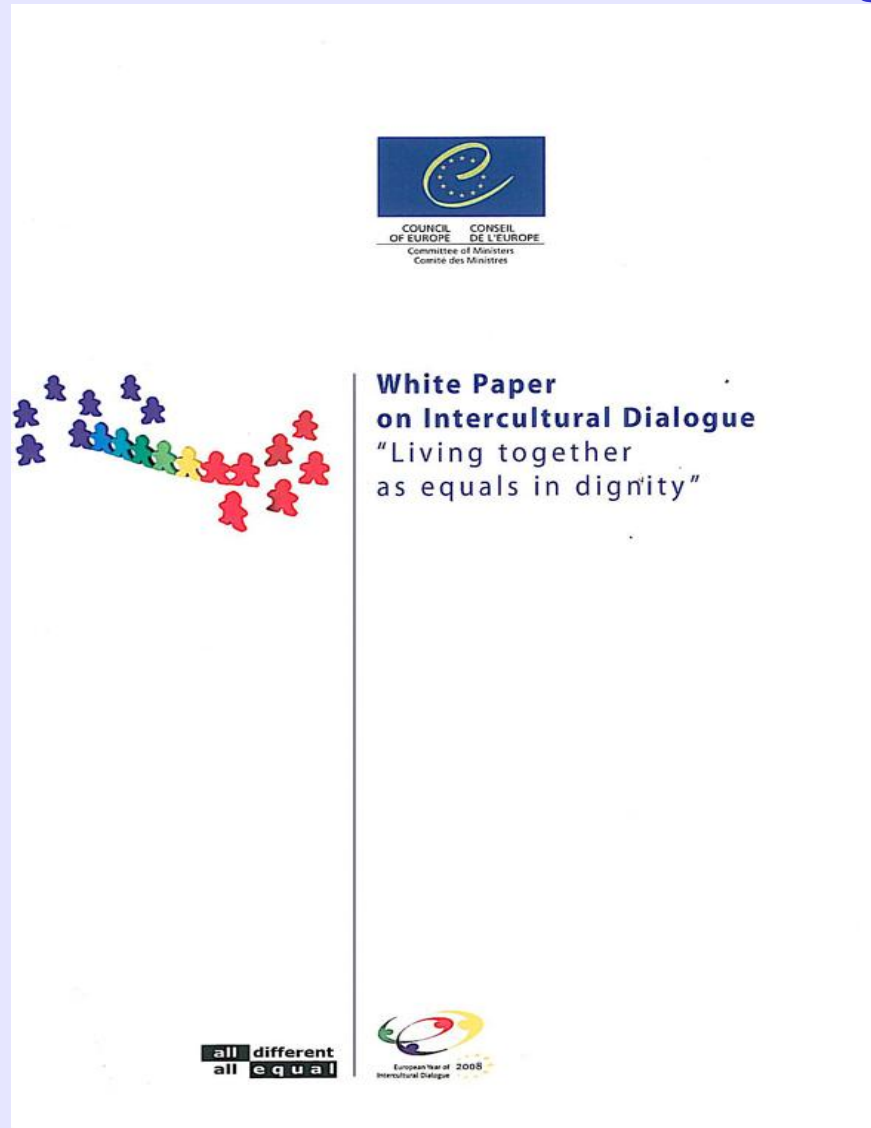 COUNCIL CONSEIL
OF EUROPE DE L'EUROPE
Committee of Ministers
Comité des Ministres
White Paper
on Intercultural Dialogue
"Living together
as equals in dignity"
all different
all equal
European Year of 2008
Intercultural Dialogue